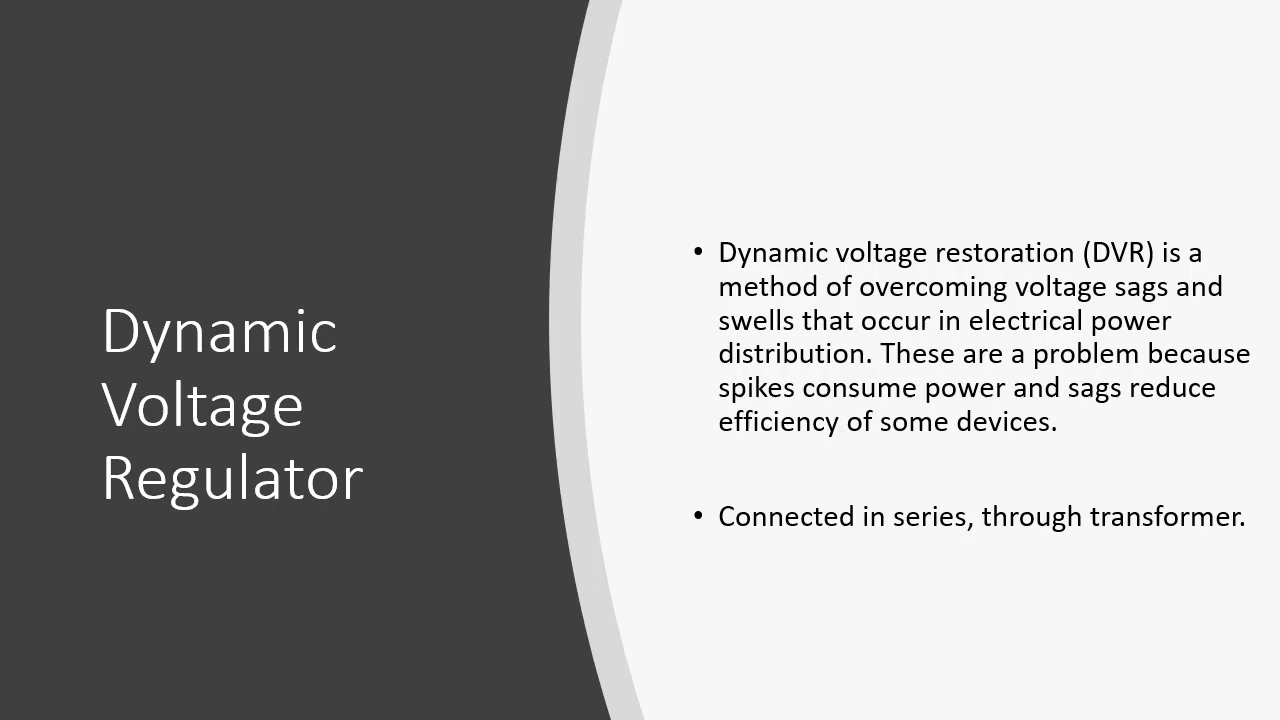 Dynamic
Voltage
Regulator
• Dynamic voltage restoration (DVR) is a
method of overcoming voltage sags and
swells that occur in electrical power
distribution. These are a problem because
spikes consume power and sags reduce
efficiency of some devices.
• Connected in series, through transformer.